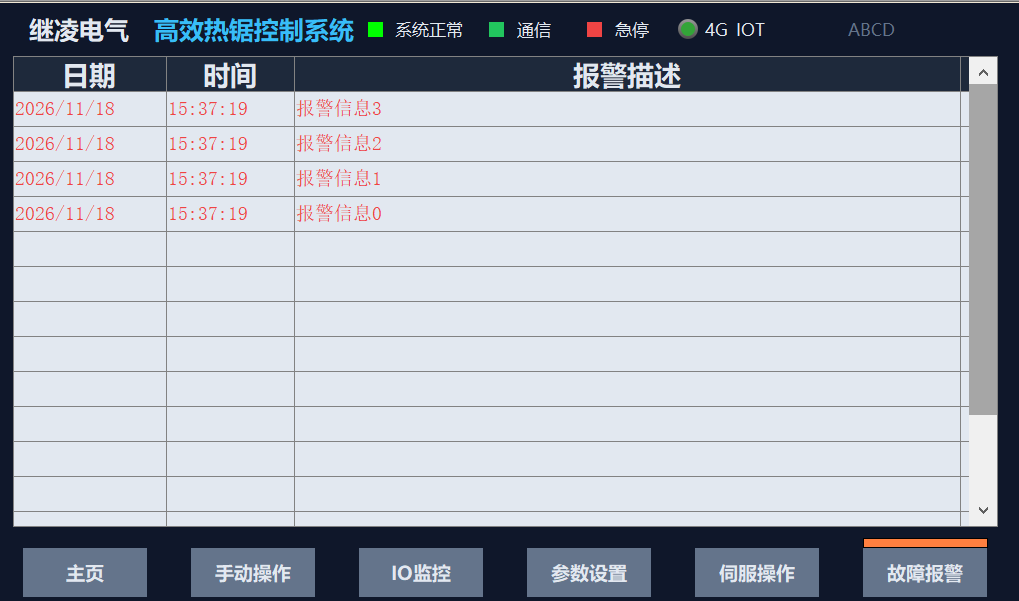 继凌电气 高效热锯控制系统 系统正常 通信 急停 4G IOT ABCD
日期 时间 报警描述
2026/11/18 15:37:19 报警信息3
2026/11/18 15:37:19 报警信息2
2026/11/18 15:37:19 报警信息1
2026/11/18 15:37:19 报警信息0
主页 手动操作 IO监控 参数设置 伺服操作 故障报警